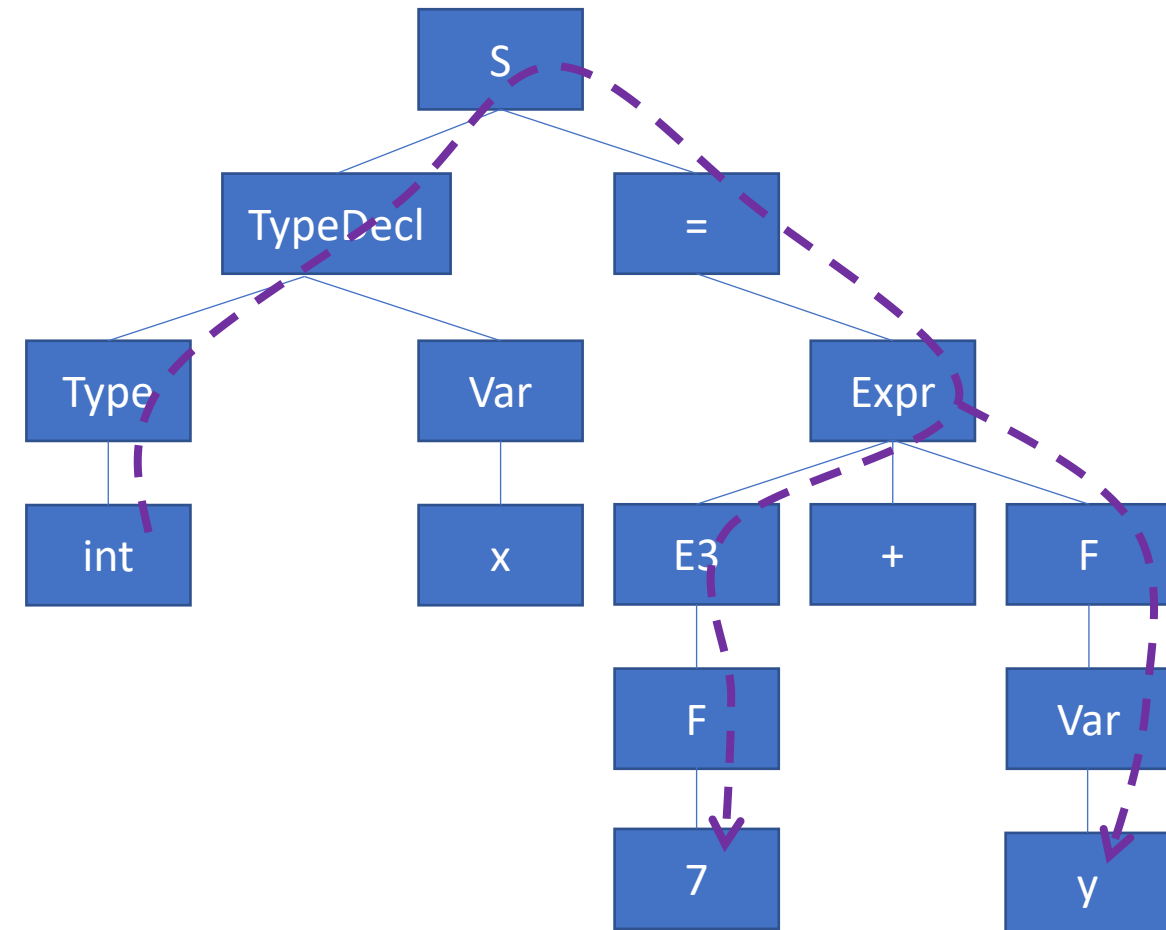 S
TypeDecl
=
Type
Var
Expr
int
x
E3
+
F
F
Var
7
y